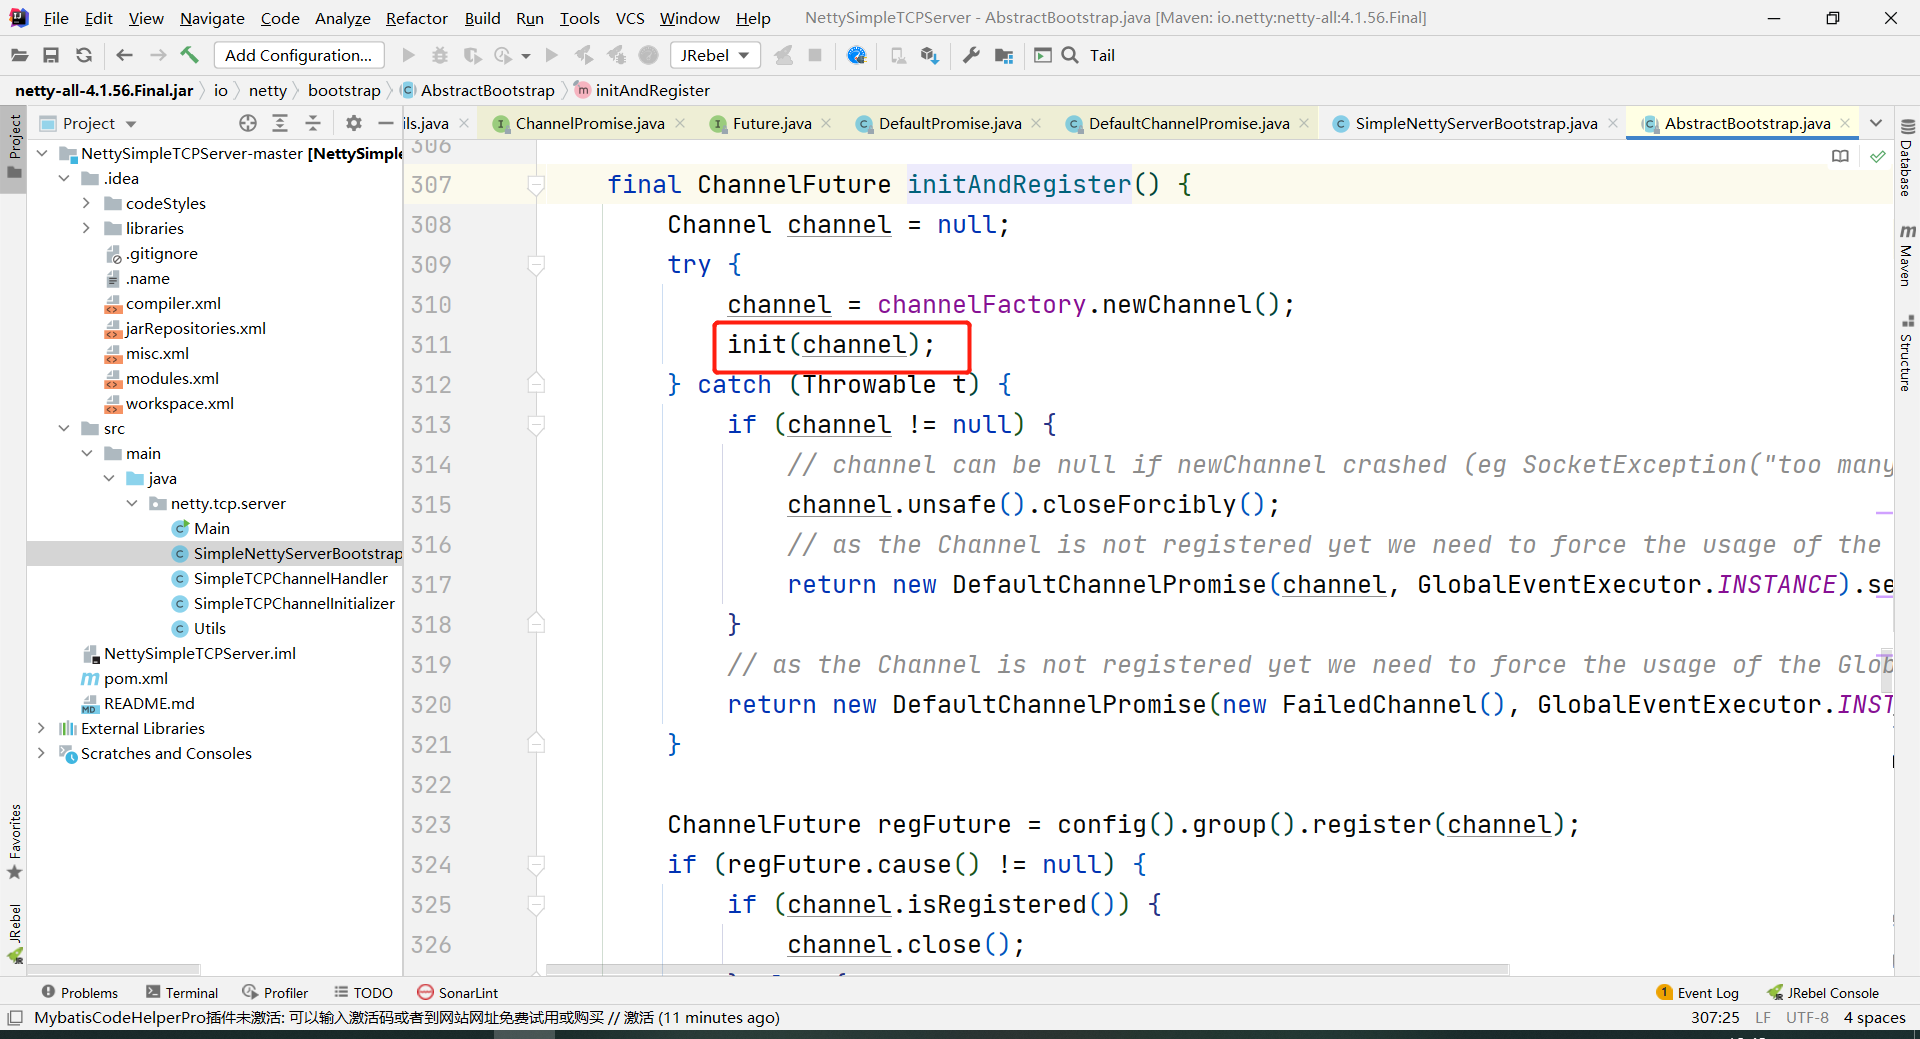 File Edit View Navigate Code Analyze Refactor Build Run Tools VCS Window Help NettySimpleTCPServer - AbstractBootstrap.java [Maven: io.netty:netty-all:4.1.56.Final]
Add Configuration... JRebel Tail
netty-all-4.1.56.Final.jar io netty bootstrap AbstractBootstrap initAndRegister
Project
ils.java ChannelPromise.java Future.java DefaultPromise.java DefaultChannelPromise.java SimpleNettyServerBootstrap.java AbstractBootstrap.java
Project
NettySimpleTCPServer-master [NettySimple
.idea
codeStyles
libraries
.gitignore
.name
compiler.xml
jarRepositories.xml
misc.xml
modules.xml
workspace.xml
src
main
java
netty.tcp.server
Main
SimpleNettyServerBootstrap
SimpleTCPChannelHandler
SimpleTCPChannelInitializer
Utils
NettySimpleTCPServer.iml
pom.xml
README.md
External Libraries
Scratches and Consoles
Favorites
JRebel
306
307 final ChannelFuture initAndRegister() {
308 Channel channel = null;
309 try {
310 channel = channelFactory.newChannel();
311 init(channel);
312 } catch (Throwable t) {
313 if (channel != null) {
314 // channel can be null if newChannel crashed (eg SocketException("too many
315 channel.unsafe().closeForcibly();
316 // as the Channel is not registered yet we need to force the usage of the
317 return new DefaultChannelPromise(channel, GlobalEventExecutor.INSTANCE).se
318 }
319 // as the Channel is not registered yet we need to force the usage of the Glob
320 return new DefaultChannelPromise(new FailedChannel(), GlobalEventExecutor.INST
321 }
322
323 ChannelFuture regFuture = config().group().register(channel);
324 if (regFuture.cause() != null) {
325 if (channel.isRegistered()) {
326 channel.close();
Database
Maven
Structure
Problems Terminal Profiler TODO SonarLint 1 Event Log JRebel Console
MybatisCodeHelperPro插件未激活: 可以输入激活码或者到网站网址免费试用或购买 // 激活 (11 minutes ago) 307:25 LF UTF-8 4 spaces